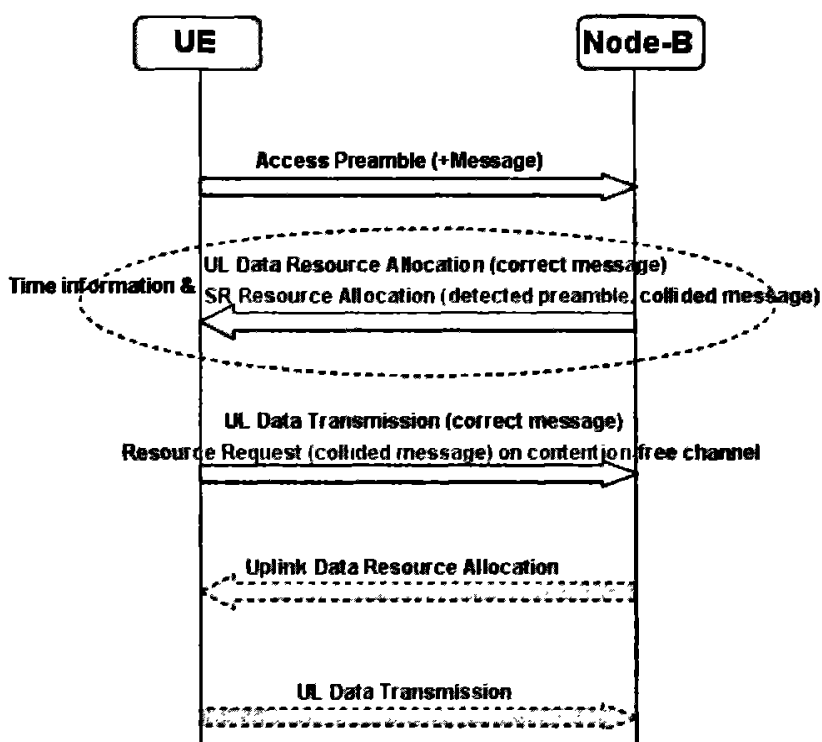 UE
Node-B
Access Preamble (+Message)
UL Data Resource Allocation (correct message)
Time information &
SR Resource Allocation (detected preamble, collided message)
UL Data Transmission (correct message)
Resource Request (collided message) on contention free channel
Uplink Data Resource Allocation
UL Data Transmission